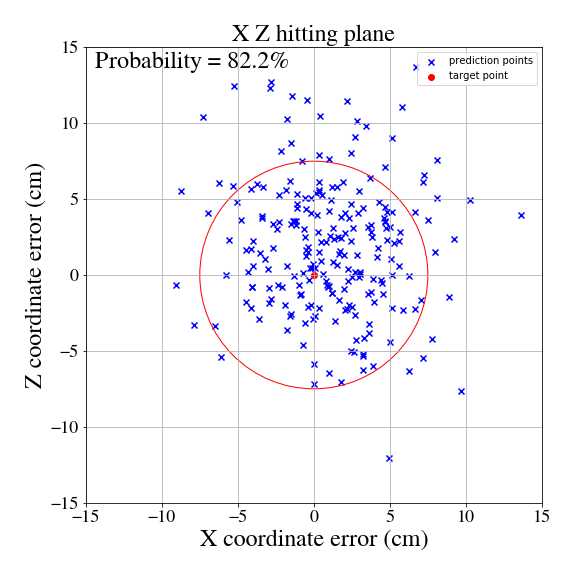 X Z hitting plane
Probability = 82.2%
prediction points
target point
15
10
5
0
−5
−10
−15
Z coordinate error (cm)
−15
−10
−5
0
5
10
15
X coordinate error (cm)